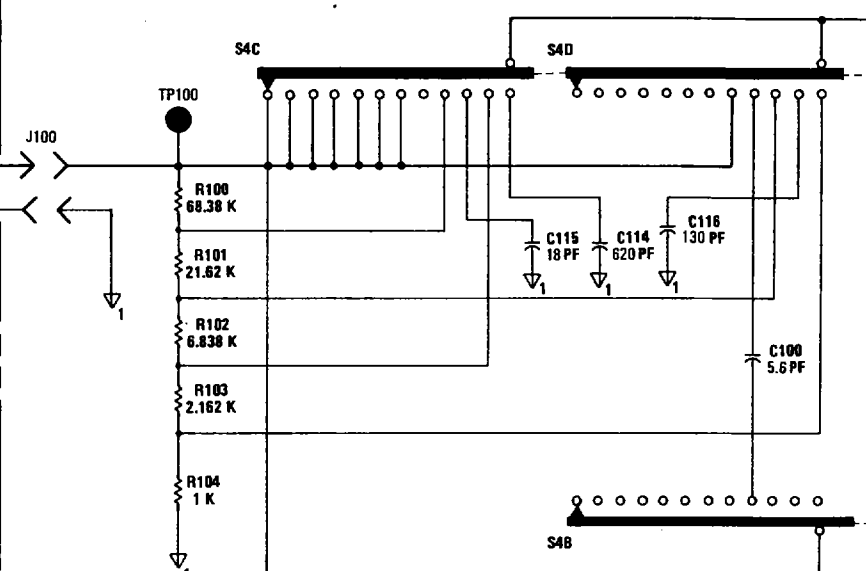 S4C
S4D
TP100
J100
R100
68.38 K
R101
21.62 K
R102
6.838 K
R103
2.162 K
R104
1 K
C115
18 PF
C114
620 PF
C116
130 PF
C100
5.6 PF
1
1
1
1
1
S4B